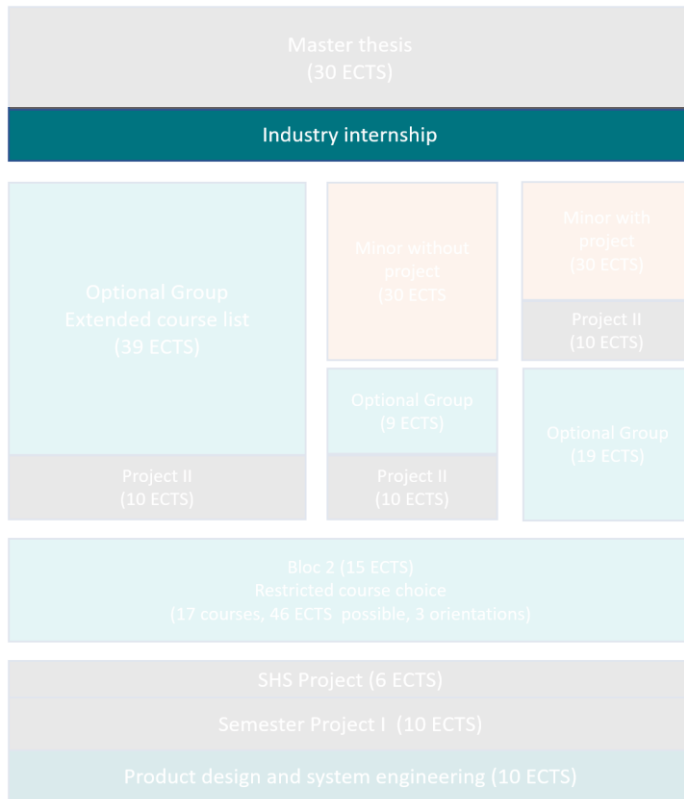 Master thesis
(30 ECTS)
Industry internship
Optional Group
Extended course list
(39 ECTS)
Project II
(10 ECTS)
Minor without
project
(30 ECTS
Optional Group
(9 ECTS)
Project II
(10 ECTS)
Minor with
project
(30 ECTS)
Project II
(10 ECTS)
Optional Group
(19 ECTS)
Bloc 2 (15 ECTS)
Restricted course choice
(17 courses, 46 ECTS possible, 3 orientations)
SHS Project (6 ECTS)
Semester Project I (10 ECTS)
Product design and system engineering (10 ECTS)